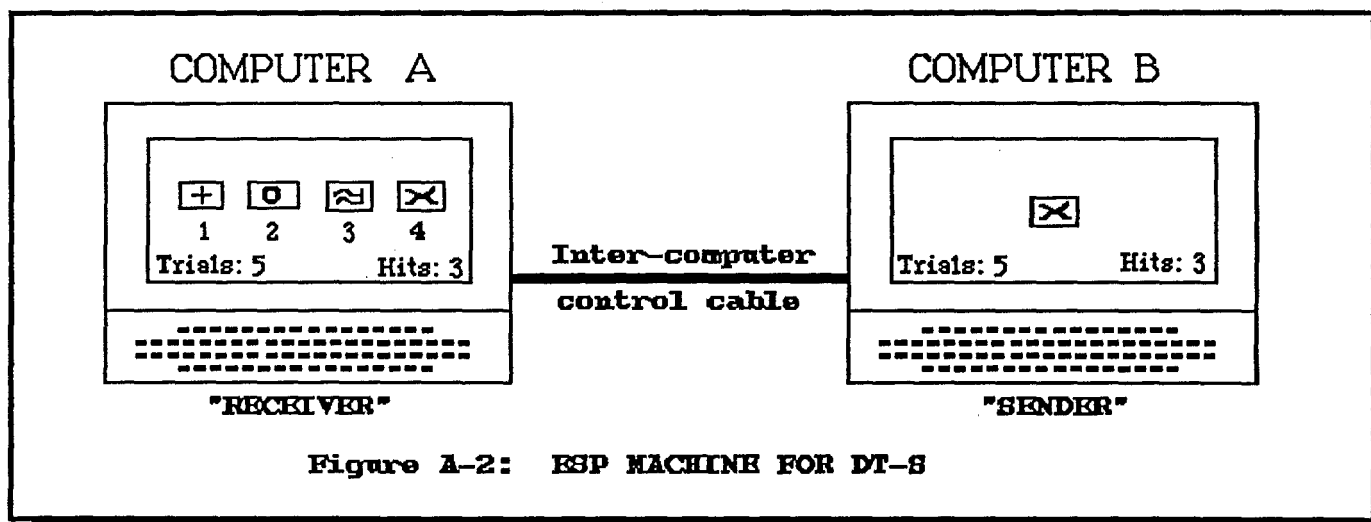 COMPUTER A
COMPUTER B
1 2 3 4
Trials: 5 Hits: 3
Inter-computer
control cable
Trials: 5 Hits: 3
"RECEIVER"
"SENDER"
Figure A-2: ESP MACHINE FOR DT-S